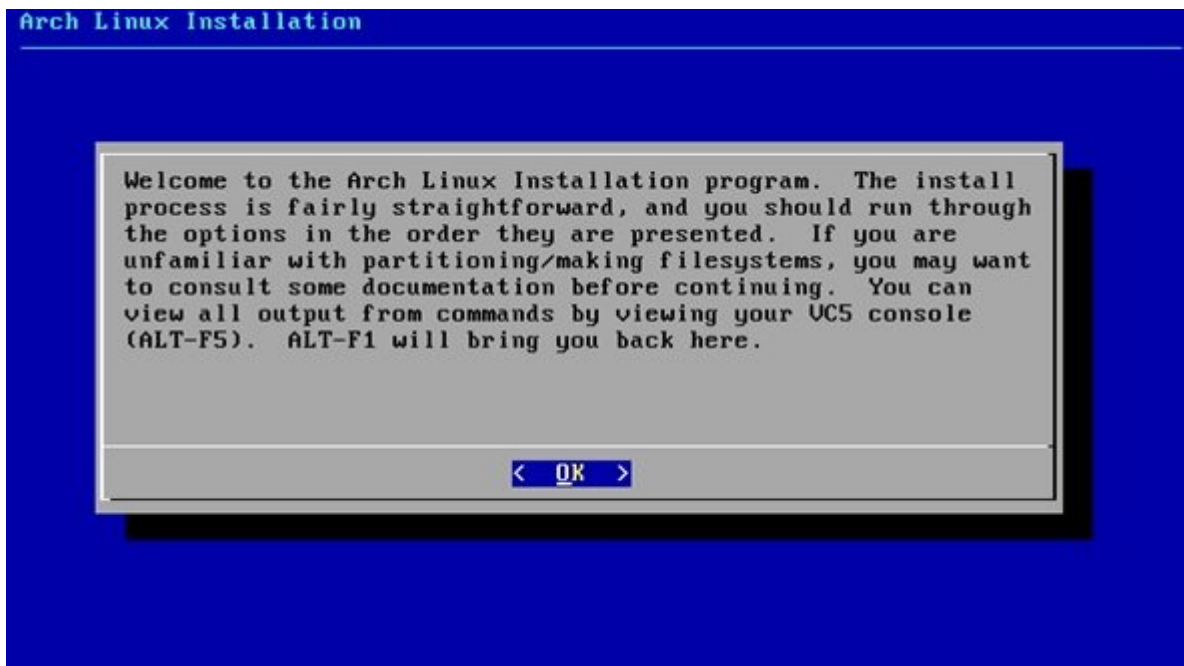 Arch Linux Installation
Welcome to the Arch Linux Installation program.  The install
process is fairly straightforward, and you should run through
the options in the order they are presented.  If you are
unfamiliar with partitioning/making filesystems, you may want
to consult some documentation before continuing.  You can
view all output from commands by viewing your VC5 console
(ALT-F5).  ALT-F1 will bring you back here.
<  OK  >